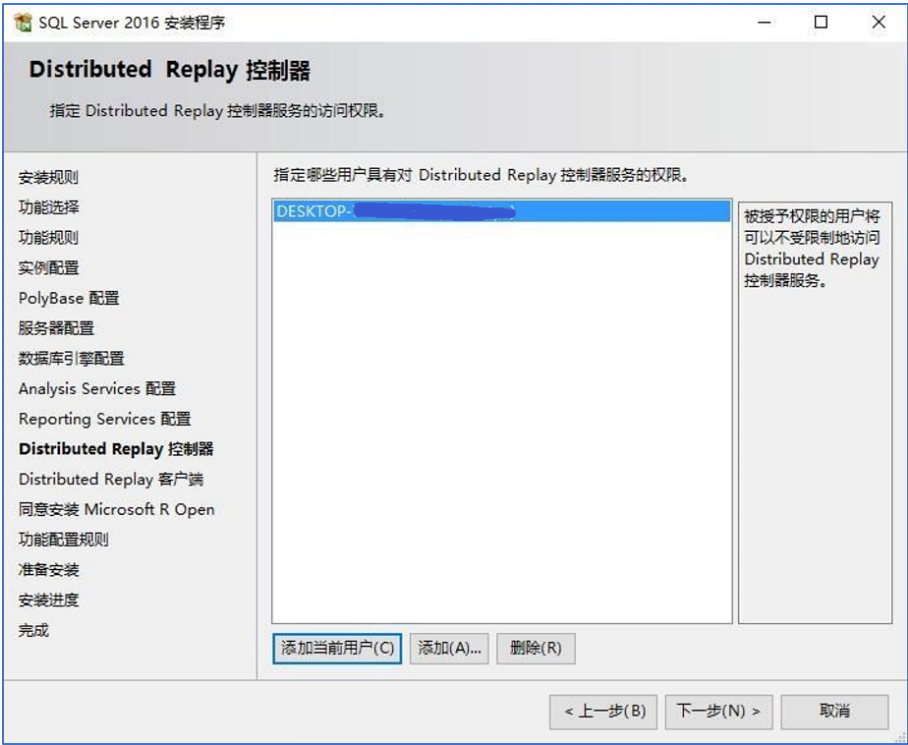 SQL Server 2016 安装程序
Distributed Replay 控制器
指定 Distributed Replay 控制器服务的访问权限。
安装规则
功能选择
功能规则
实例配置
PolyBase 配置
服务器配置
数据库引擎配置
Analysis Services 配置
Reporting Services 配置
Distributed Replay 控制器
Distributed Replay 客户端
同意安装 Microsoft R Open
功能配置规则
准备安装
安装进度
完成
指定哪些用户具有对 Distributed Replay 控制器服务的权限。
DESKTOP-
被授予权限的用户将
可以不受限制地访问
Distributed Replay
控制器服务。
添加当前用户(C) 添加(A)... 删除(R)
< 上一步(B) 下一步(N) > 取消